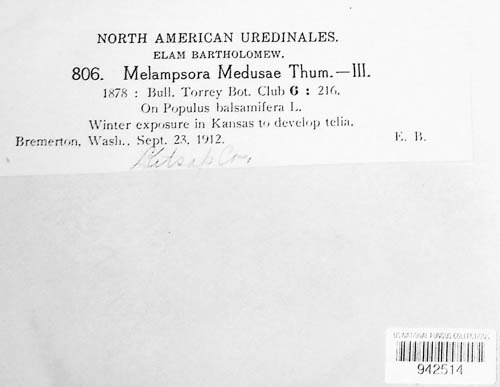 NORTH AMERICAN UREDINALES.
ELAM BARTHOLOMEW.
806. Melampsora Medusae Thum.—III.
1878 : Bull. Torrey Bot. Club 6 : 216.
On Populus balsamifera L.
Winter exposure in Kansas to develop telia.
Bremerton, Wash., Sept. 23, 1912. E. B.
Kitsap Co.
US NATIONAL FUNGUS COLLECTIONS
942514